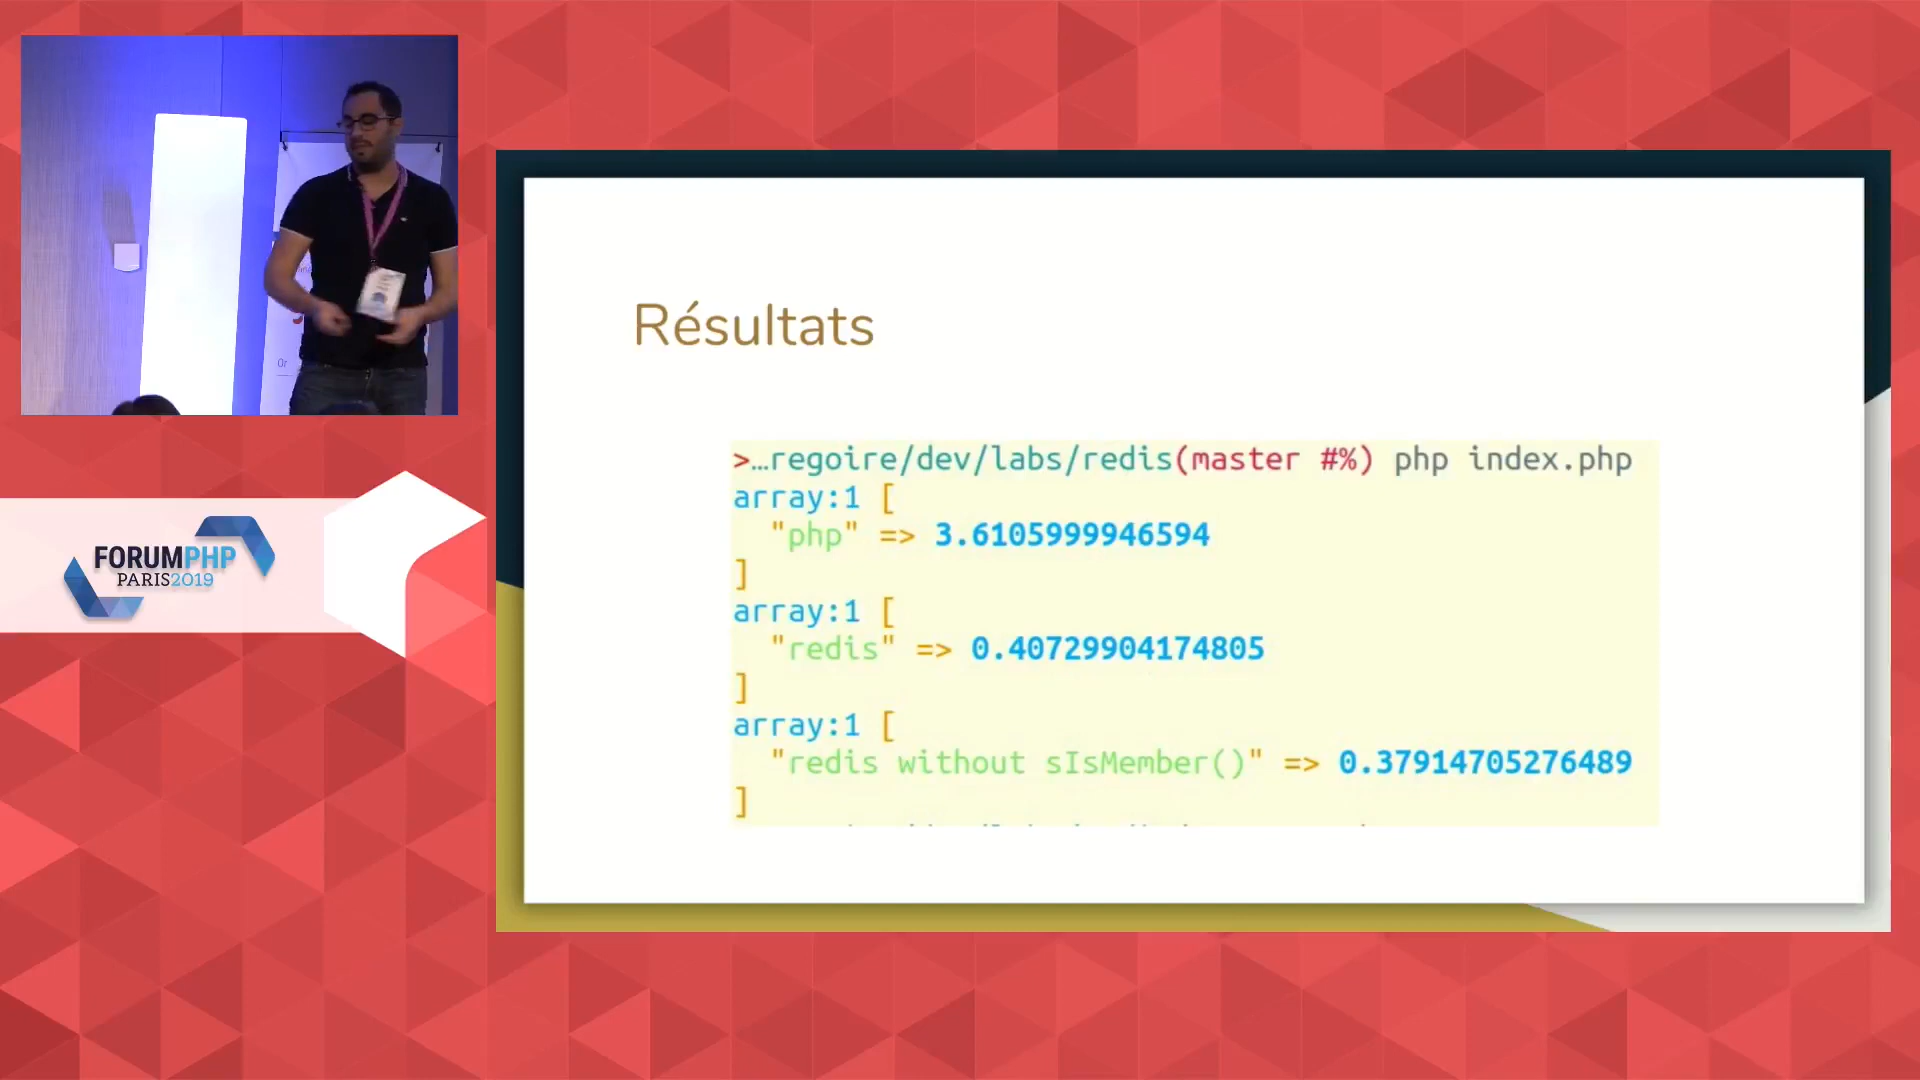 FORUMPHP
PARIS2019
Résultats
>…regoire/dev/labs/redis(master #%) php index.php
array:1 [
"php" => 3.6105999946594
]
array:1 [
"redis" => 0.40729904174805
]
array:1 [
"redis without sIsMember()" => 0.37914705276489
]